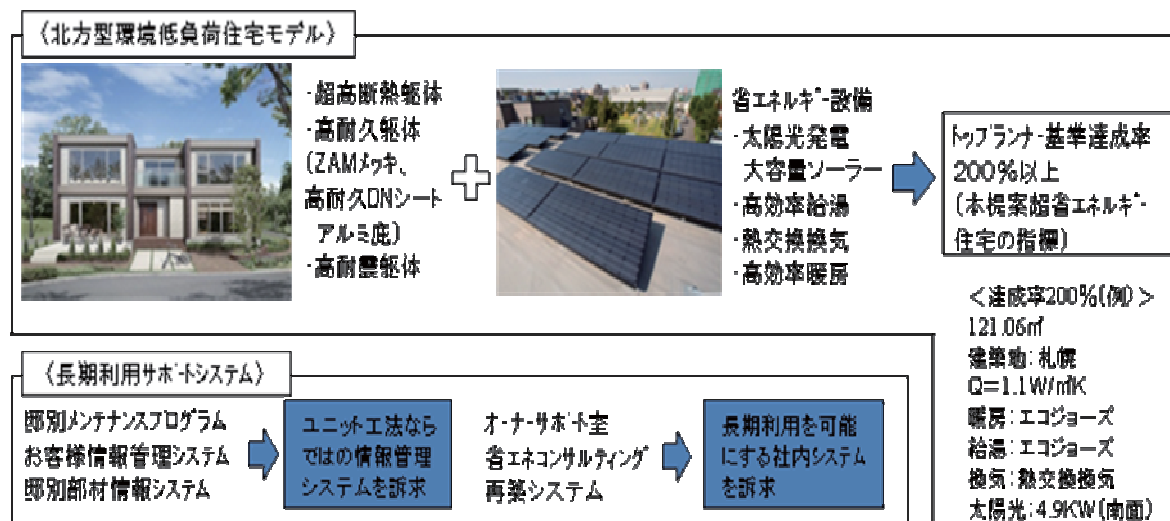 〈北方型環境低負荷住宅モデル〉
・超高断熱躯体
・高耐久躯体
(ZAMメッキ、
高耐久DNシート
アルミ庇)
・高耐震躯体
省エネルギー設備
・太陽光発電
大容量ソーラー
・高効率給湯
・熱交換換気
・高効率暖房
トップランナー基準達成率
200%以上
(本提案超省エネルギー
住宅の指標)
<達成率200%(例)>
121.06㎡
建築地:札幌
Q=1.1W/㎡K
暖房:エコジョーズ
給湯:エコジョーズ
換気:熱交換換気
太陽光:4.9KW(南面)
〈長期利用サポートシステム〉
邸別メンテナンスプログラム
お客様情報管理システム
邸別部材情報システム
ユニット工法なら
ではの情報管理
システムを訴求
オーナーサポート室
省エネコンサルティング
再築システム
長期利用を可能
にする社内システム
を訴求